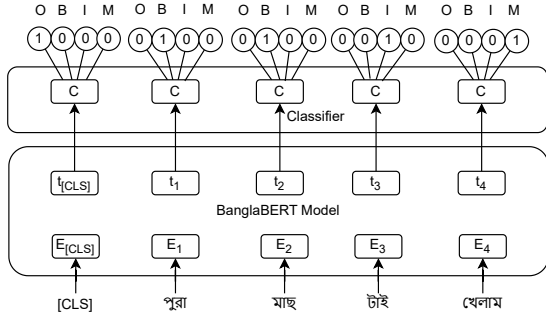 O B I M O B I M O B I M O B I M O B I M
1 0 0 0 0 1 0 0 0 1 0 0 0 0 1 0 0 0 0 1
C C C C C
Classifier
t[CLS] t1 t2 t3 t4
BanglaBERT Model
E[CLS] E1 E2 E3 E4
[CLS] পুরা মাছ টাই খেলাম